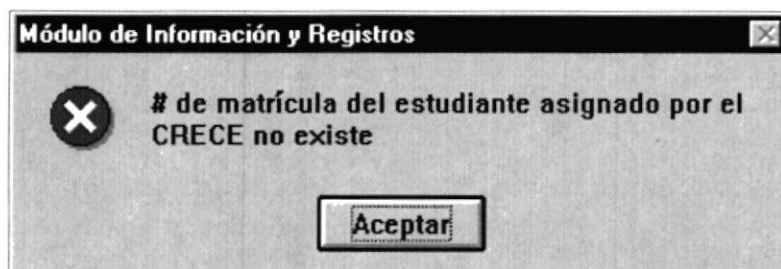 Módulo de Información y Registros
# de matrícula del estudiante asignado por el
CRECE no existe
Aceptar